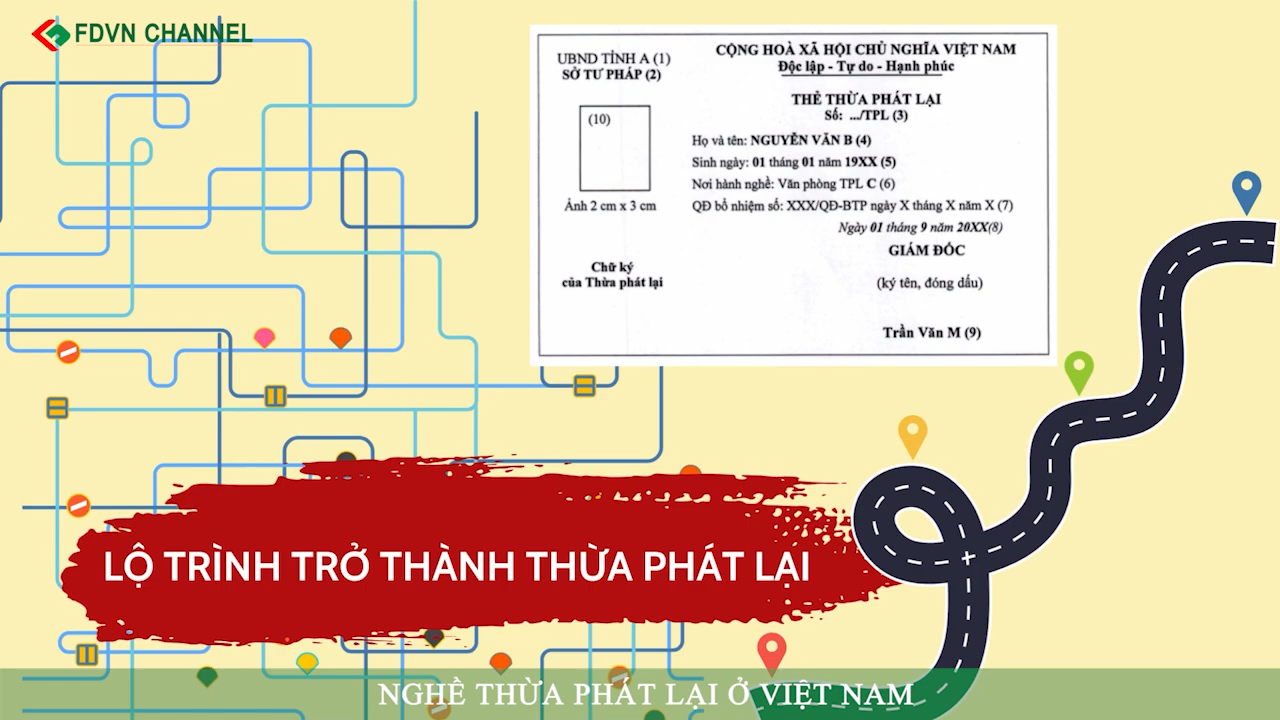 FDVN CHANNEL
UBND TỈNH A (1)
SỞ TƯ PHÁP (2)
CỘNG HOÀ XÃ HỘI CHỦ NGHĨA VIỆT NAM
Độc lập - Tự do - Hạnh phúc
THẺ THỪA PHÁT LẠI
Số: .../TPL (3)
(10)
Ảnh 2 cm x 3 cm
Họ và tên: NGUYỄN VĂN B (4)
Sinh ngày: 01 tháng 01 năm 19XX (5)
Nơi hành nghề: Văn phòng TPL C (6)
QĐ bổ nhiệm số: XXX/QĐ-BTP ngày X tháng X năm X (7)
Ngày 01 tháng 9 năm 20XX(8)
GIÁM ĐỐC
(ký tên, đóng dấu)
Chữ ký
của Thừa phát lại
Trần Văn M (9)
LỘ TRÌNH TRỞ THÀNH THỪA PHÁT LẠI
NGHỀ THỪA PHÁT LẠI Ở VIỆT NAM